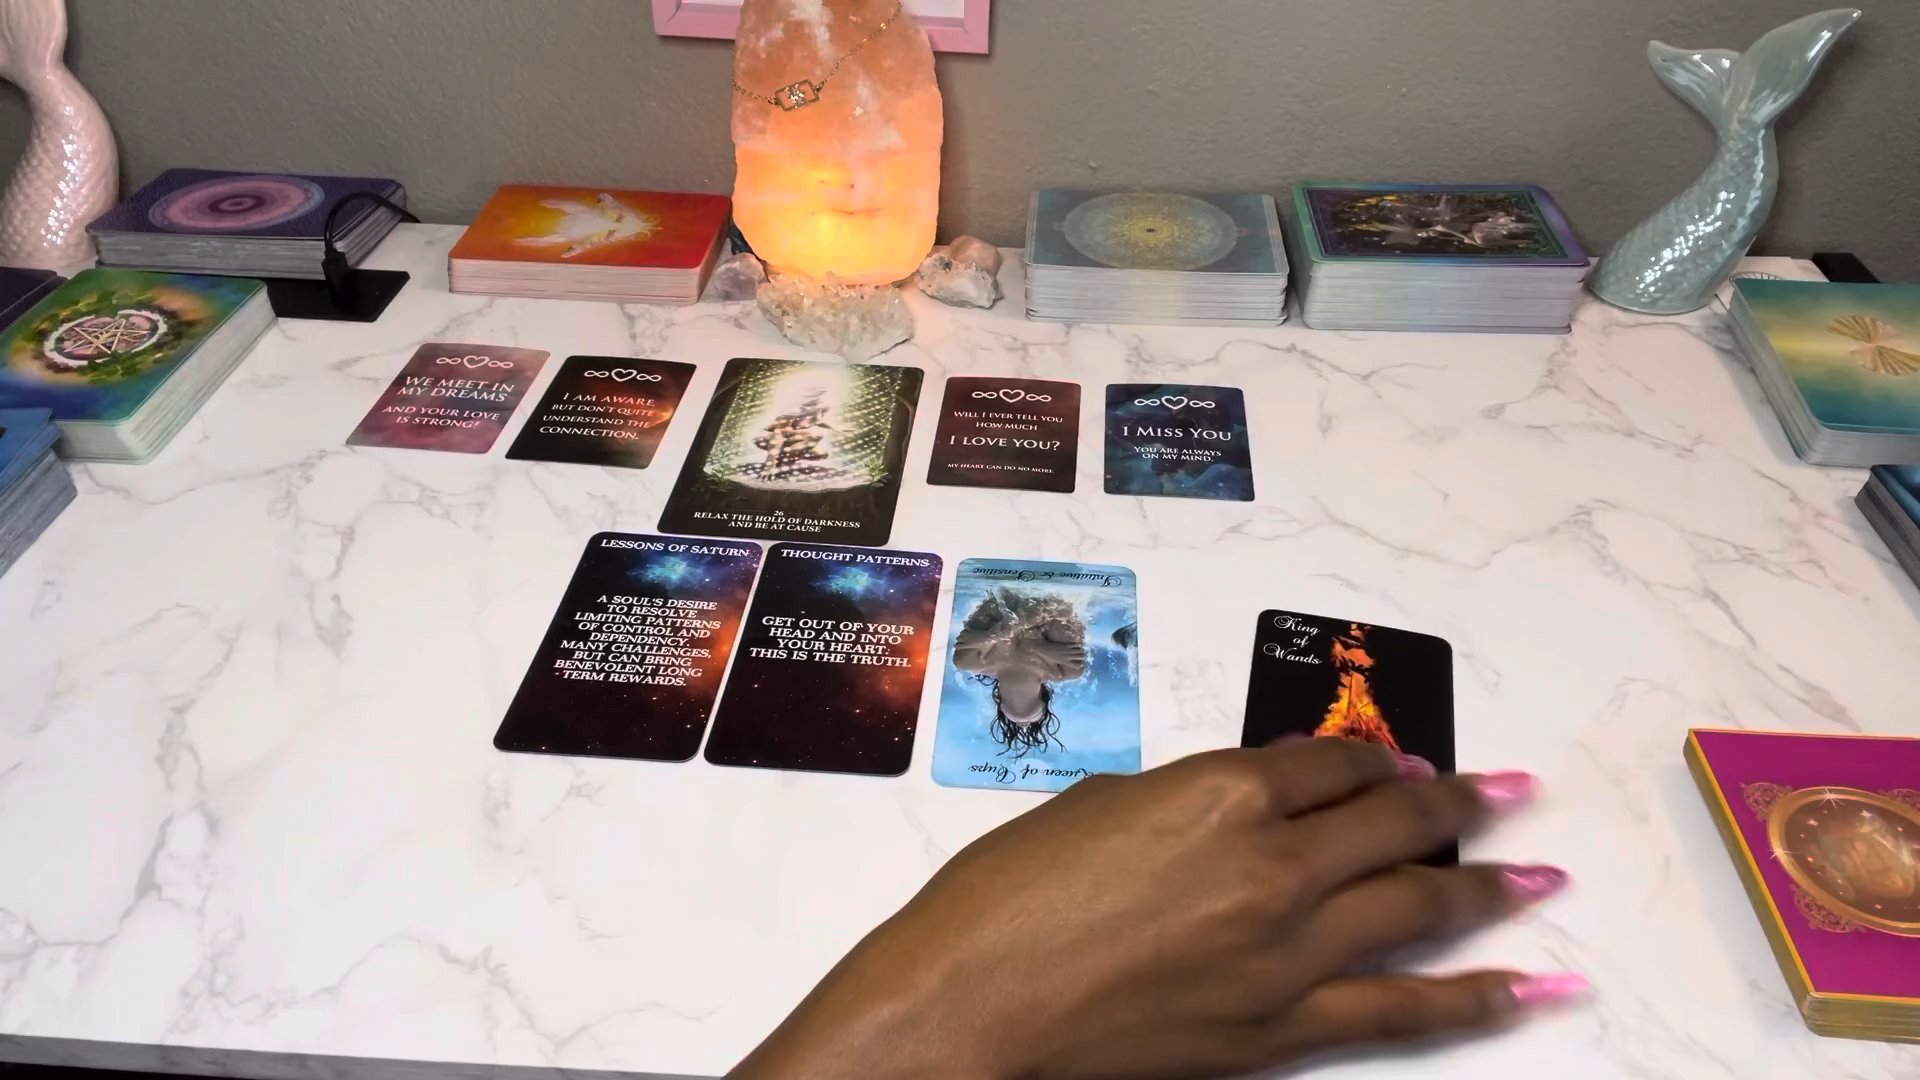 WE MEET IN
MY DREAMS
AND YOUR LOVE
IS STRONG!
I AM AWARE
BUT DON'T QUITE
UNDERSTAND THE
CONNECTION.
26
RELAX THE HOLD OF DARKNESS
AND BE AT CAUSE
WILL I EVER TELL YOU
HOW MUCH
I LOVE YOU?
MY HEART CAN DO NO MORE.
I MISS YOU
YOU ARE ALWAYS
ON MY MIND.
LESSONS OF SATURN
A SOUL'S DESIRE
TO RESOLVE
LIMITING PATTERNS
OF CONTROL AND
DEPENDENCY.
MANY CHALLENGES,
BUT CAN BRING
BENEVOLENT LONG
-TERM REWARDS.
THOUGHT PATTERNS
GET OUT OF YOUR
HEAD AND INTO
YOUR HEART.
THIS IS THE TRUTH.
Intuitive & Sensitive
Queen of Cups
King
of
Wands